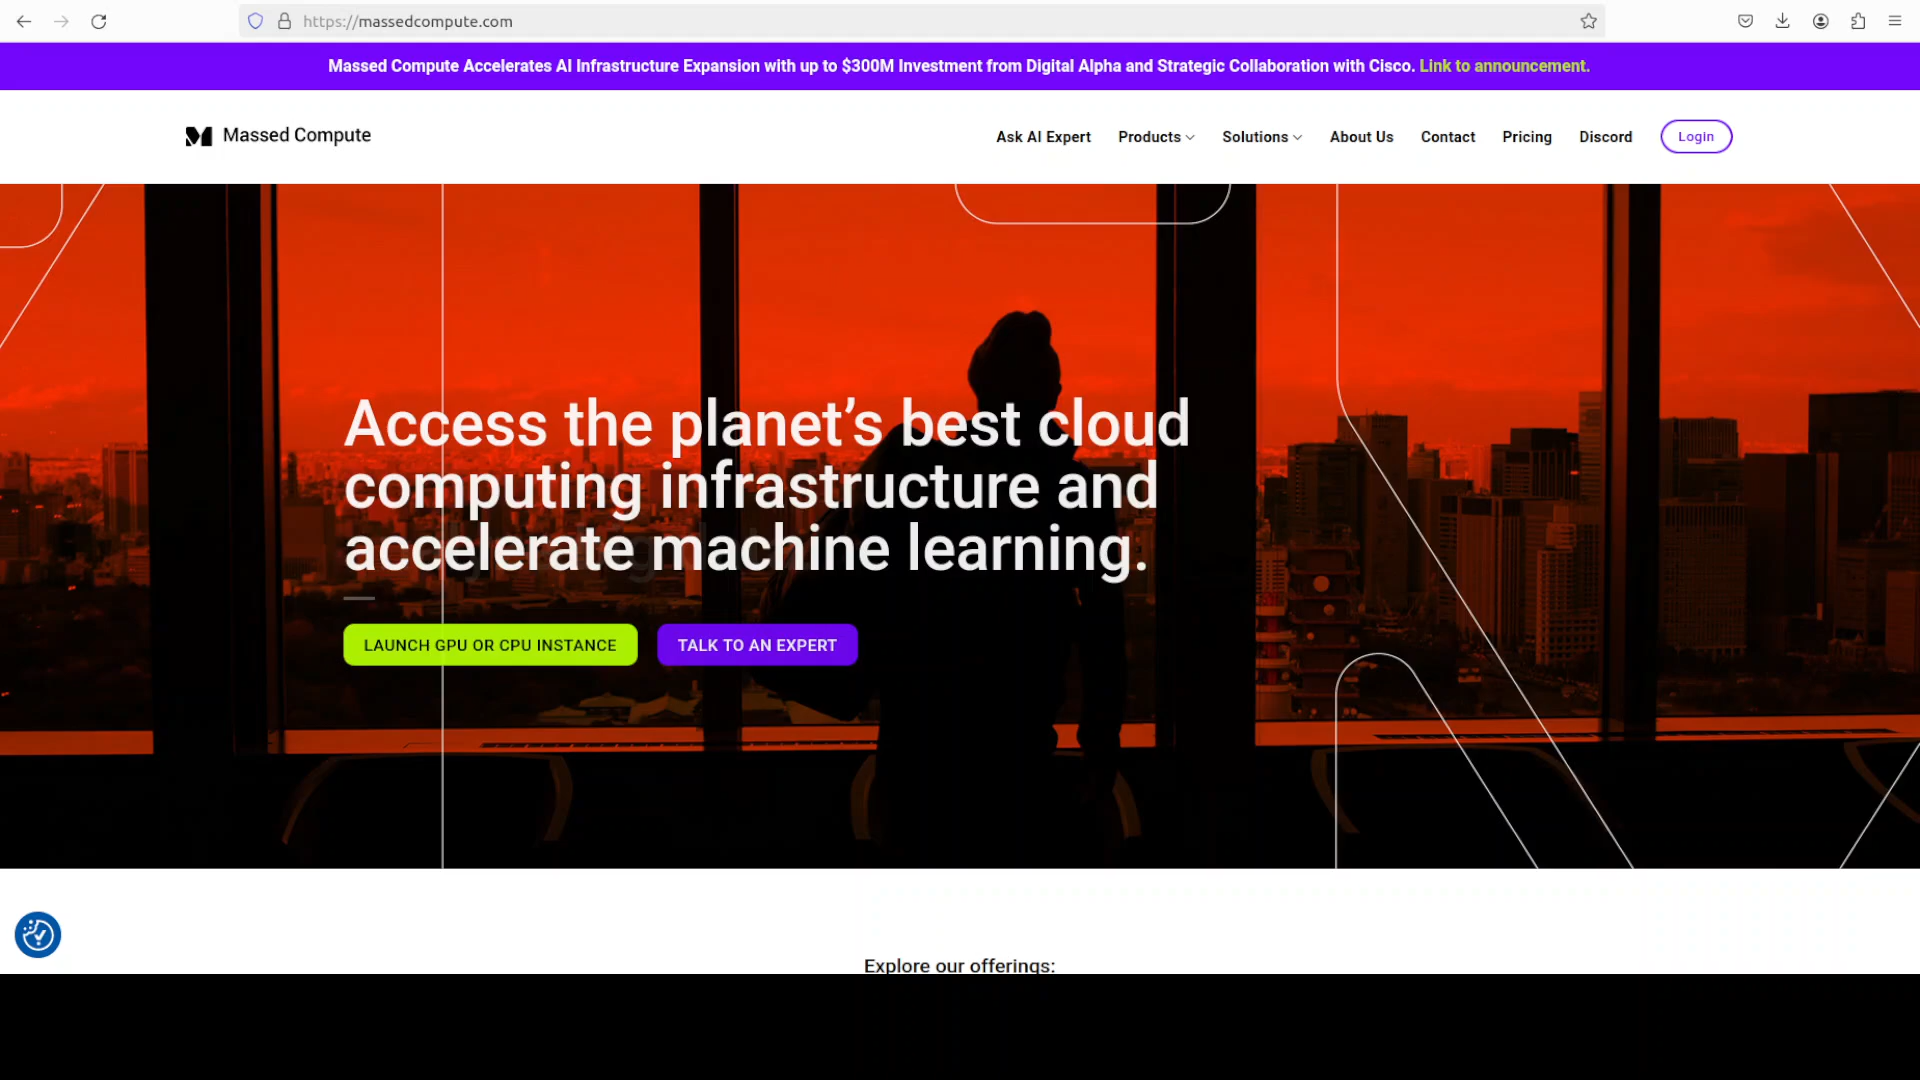 https://massedcompute.com
Massed Compute Accelerates AI Infrastructure Expansion with up to $300M Investment from Digital Alpha and Strategic Collaboration with Cisco. Link to announcement.
Massed Compute
Ask AI Expert
Products
Solutions
About Us
Contact
Pricing
Discord
Login
Access the planet’s best cloud
computing infrastructure and
accelerate machine learning.
LAUNCH GPU OR CPU INSTANCE
TALK TO AN EXPERT
Explore our offerings: